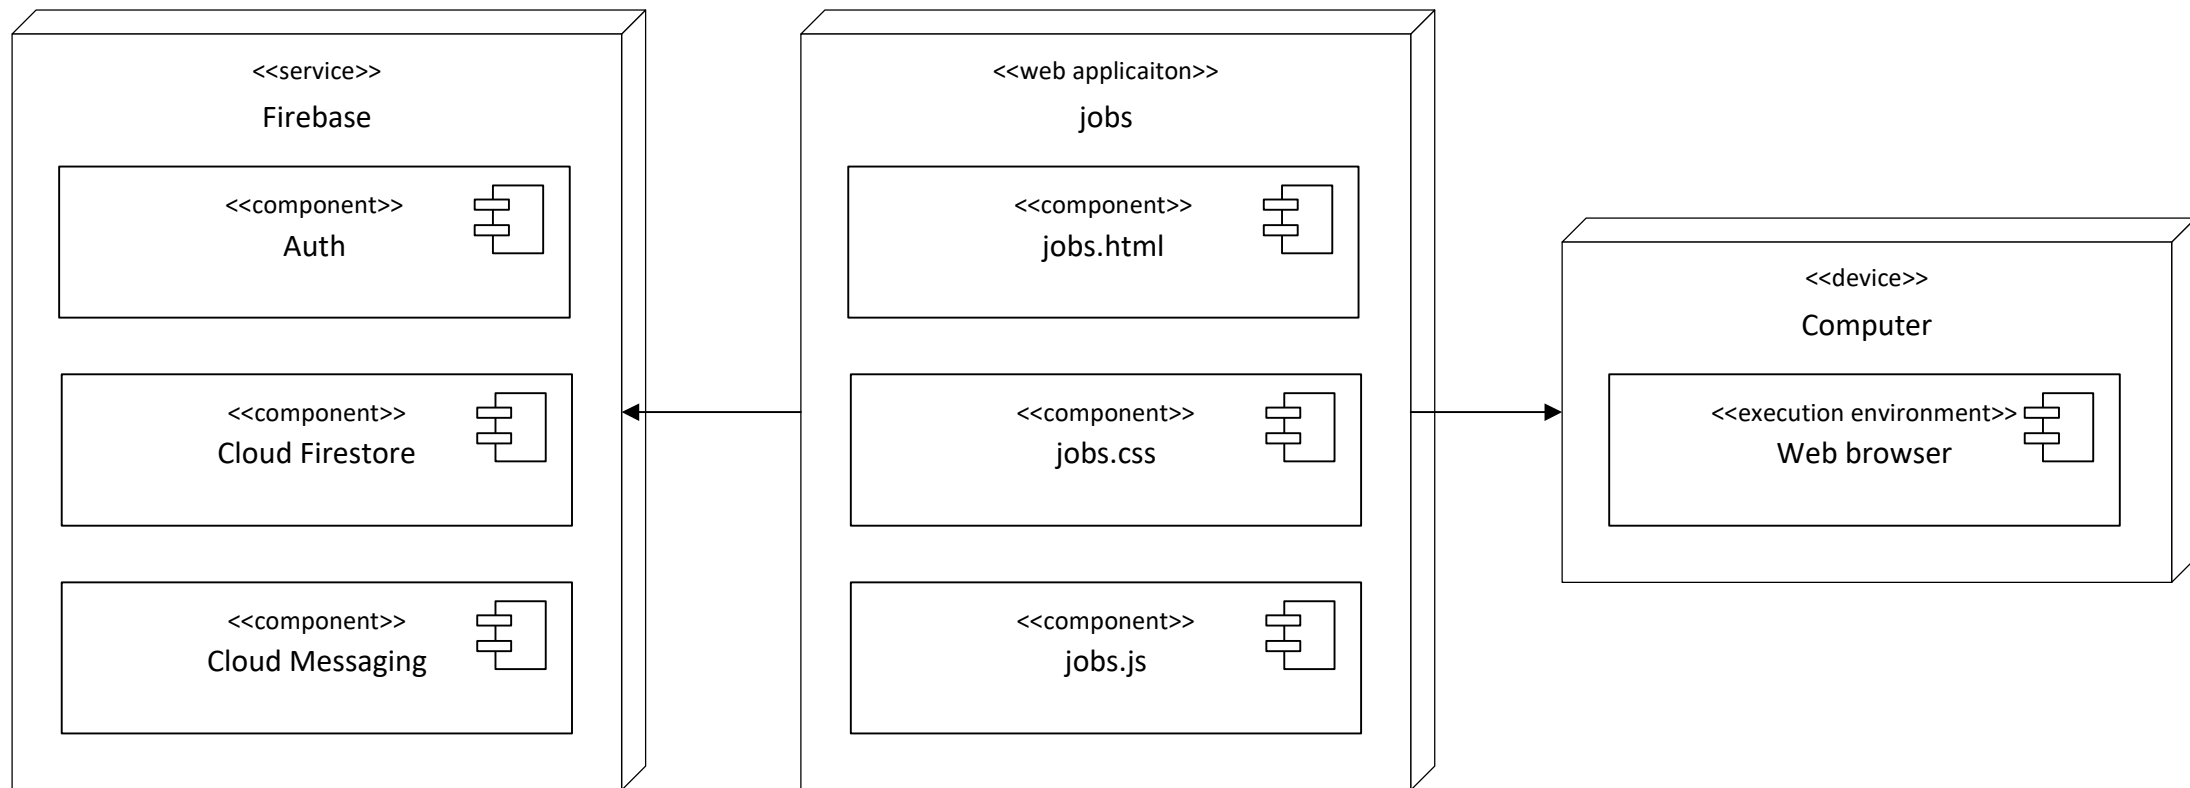 <<service>>
Firebase
<<component>>
Auth
<<component>>
Cloud Firestore
<<component>>
Cloud Messaging
<<web applicaiton>>
jobs
<<component>>
jobs.html
<<component>>
jobs.css
<<component>>
jobs.js
<<device>>
Computer
<<execution environment>>
Web browser